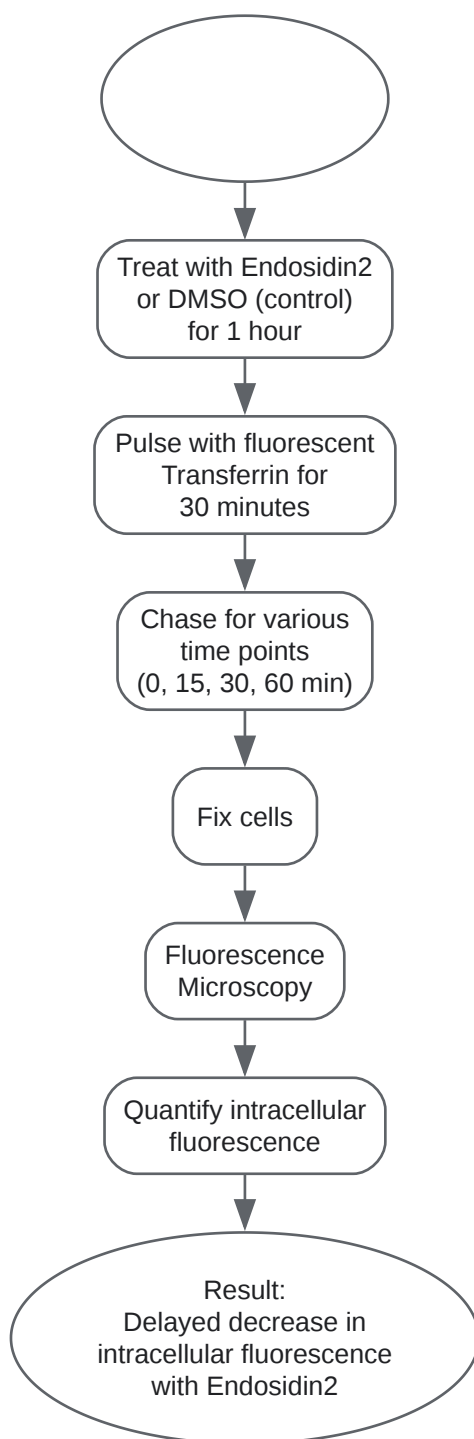 Treat with Endosidin2
or DMSO (control)
for 1 hour
Pulse with fluorescent
Transferrin for
30 minutes
Chase for various
time points
(0, 15, 30, 60 min)
Fix cells
Fluorescence
Microscopy
Quantify intracellular
fluorescence
Result:
Delayed decrease in
intracellular fluorescence
with Endosidin2